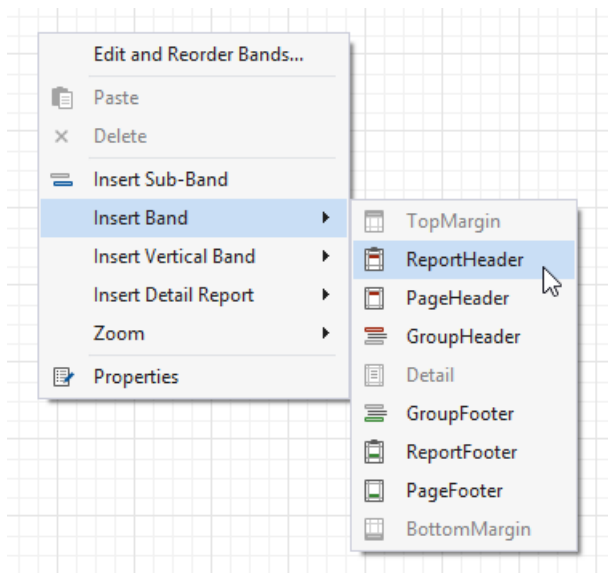 Edit and Reorder Bands...
Paste
Delete
Insert Sub-Band
Insert Band
Insert Vertical Band
Insert Detail Report
Zoom
Properties
TopMargin
ReportHeader
PageHeader
GroupHeader
Detail
GroupFooter
ReportFooter
PageFooter
BottomMargin